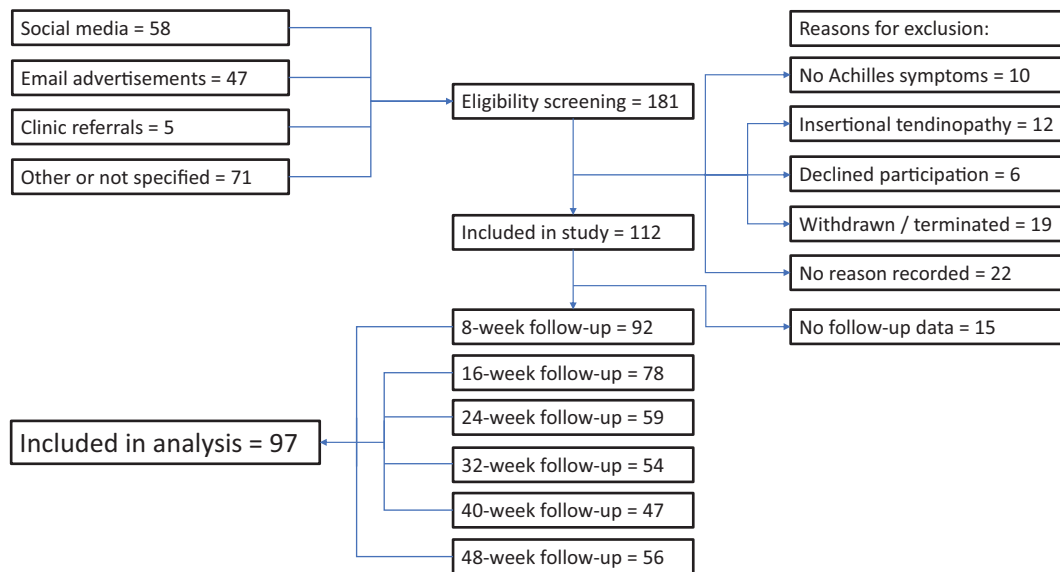 Social media = 58
Email advertisements = 47
Clinic referrals = 5
Other or not specified = 71
Eligibility screening = 181
Reasons for exclusion:
No Achilles symptoms = 10
Insertional tendinopathy = 12
Declined participation = 6
Withdrawn / terminated = 19
No reason recorded = 22
Included in study = 112
No follow-up data = 15
8-week follow-up = 92
16-week follow-up = 78
24-week follow-up = 59
32-week follow-up = 54
40-week follow-up = 47
48-week follow-up = 56
Included in analysis = 97